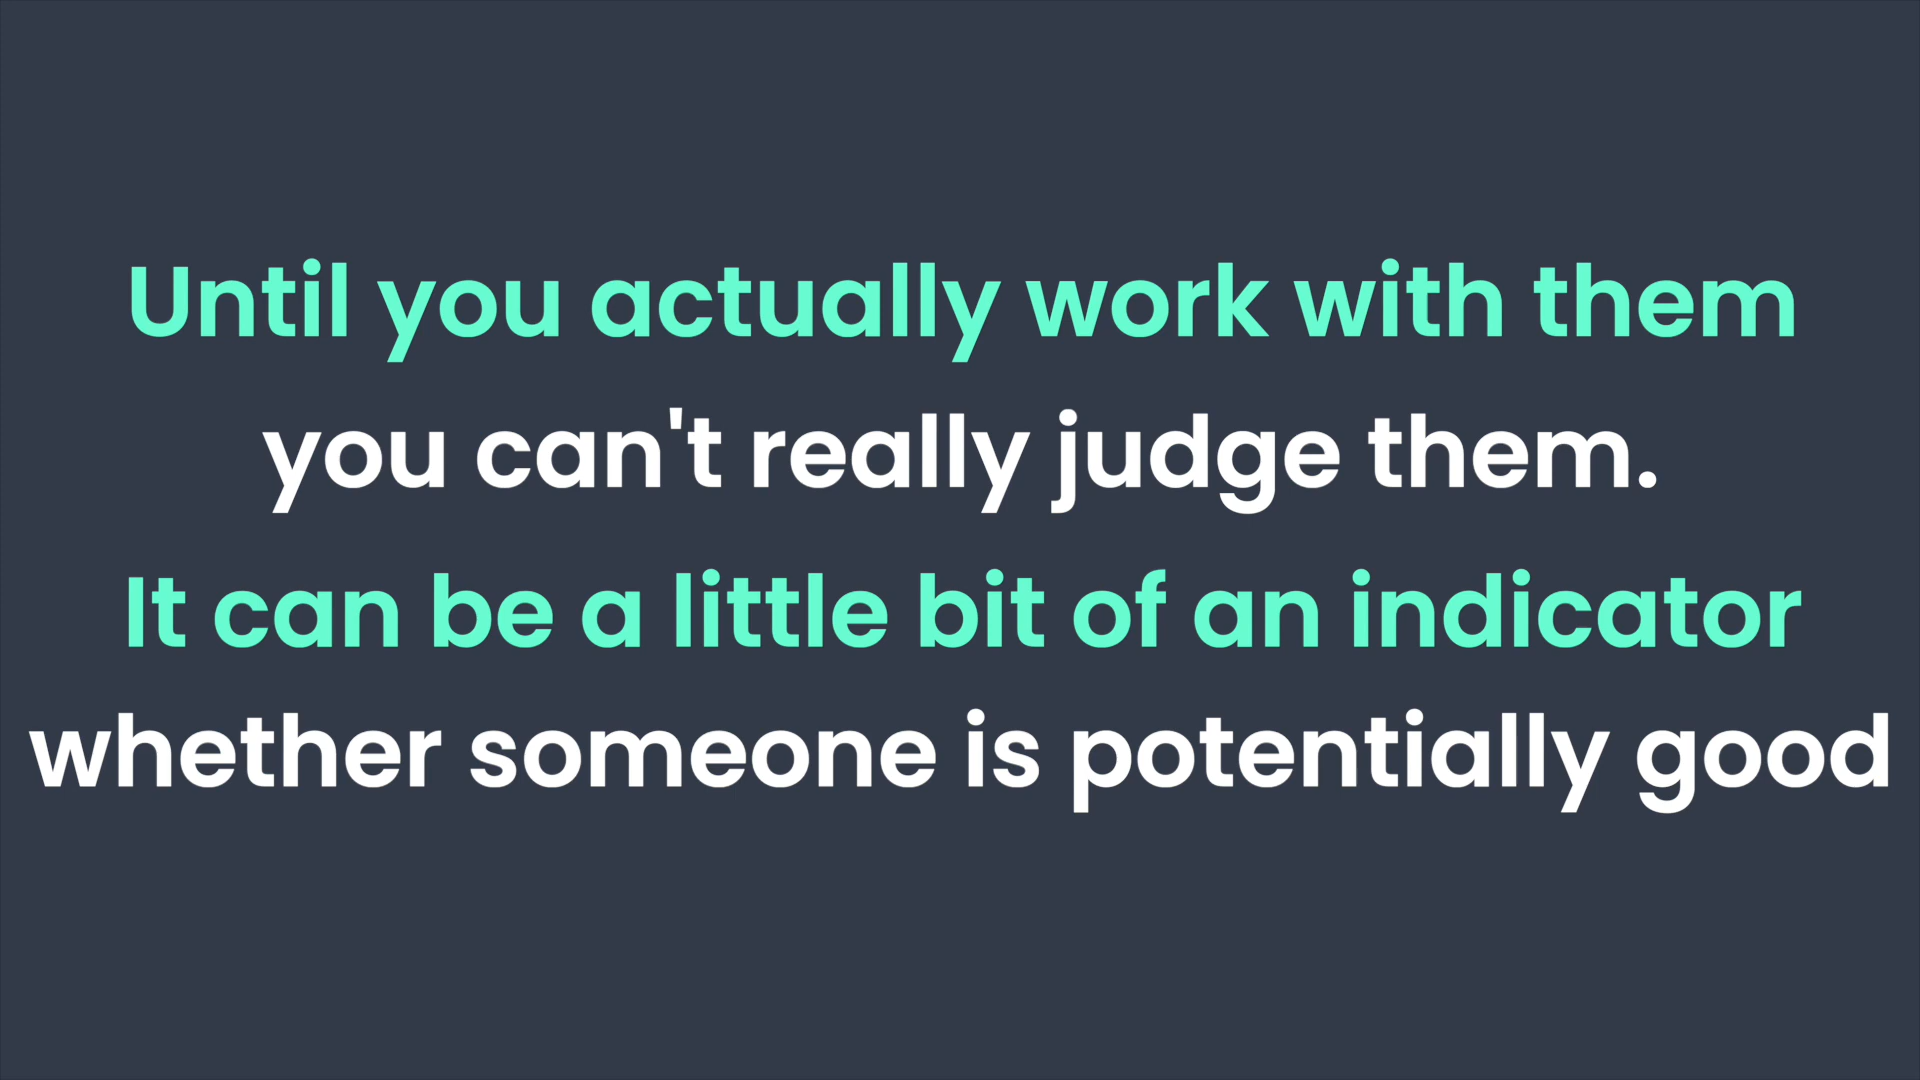 Until you actually work with them
you can't really judge them.
It can be a little bit of an indicator
whether someone is potentially good